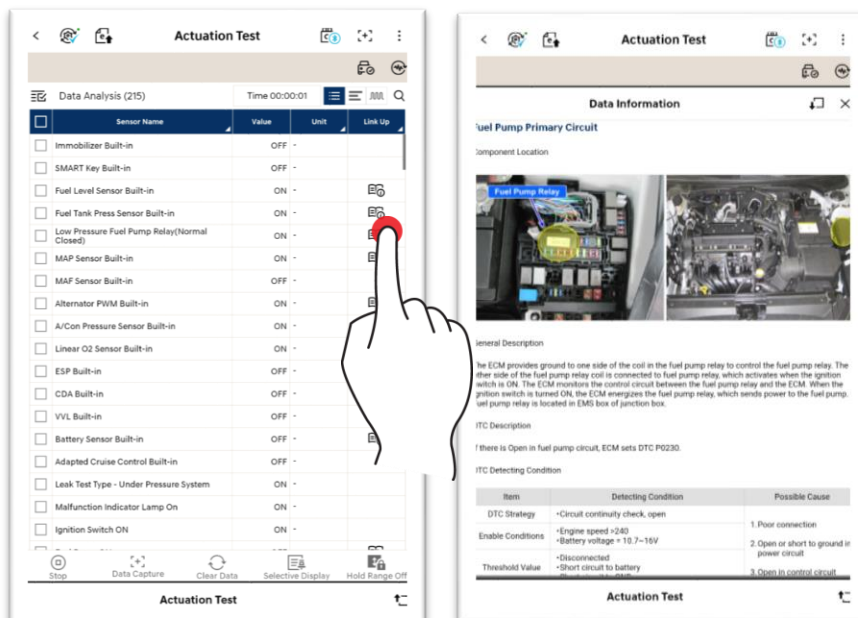 Actuation Test
Data Analysis (215)
Time 00:00:01
Sensor Name Value Unit Link Up
Immobilizer Built-in OFF -
SMART Key Built-in OFF -
Fuel Level Sensor Built-in ON -
Fuel Tank Press Sensor Built-in ON -
Low Pressure Fuel Pump Relay(Normal
Closed) ON -
MAP Sensor Built-in ON -
MAF Sensor Built-in OFF -
Alternator PWM Built-in ON -
A/Con Pressure Sensor Built-in ON -
Linear O2 Sensor Built-in ON -
ESP Built-in OFF -
CDA Built-in OFF -
VVL Built-in OFF -
Battery Sensor Built-in OFF -
Adapted Cruise Control Built-in OFF -
Leak Test Type - Under Pressure System ON -
Malfunction Indicator Lamp On ON -
Ignition Switch ON ON -
Stop Data Capture Clear Data Selective Display Hold Range Off
Actuation Test
Actuation Test
Data Information
uel Pump Primary Circuit
omponent Location
Fuel Pump Relay
eneral Description
he ECM provides ground to one side of the coil in the fuel pump relay to control the fuel pump relay. The
ther side of the fuel pump relay coil is connected to fuel pump relay, which activates when the ignition
witch is ON. The ECM monitors the control circuit between the fuel pump relay and the ECM. When the
gnition switch is turned ON, the ECM energizes the fuel pump relay, which sends power to the fuel pump.
uel pump relay is located in EMS box of junction box.
TC Description
f there is Open in fuel pump circuit, ECM sets DTC P0230.
TC Detecting Condition
Item Detecting Condition Possible Cause
DTC Strategy •Circuit continuity check, open
Enable Conditions •Engine speed >240
•Battery voltage = 10.7~16V
Threshold Value •Disconnected
•Short circuit to battery
1. Poor connection
2. Open or short to ground in
power circuit
3. Open in control circuit
Actuation Test